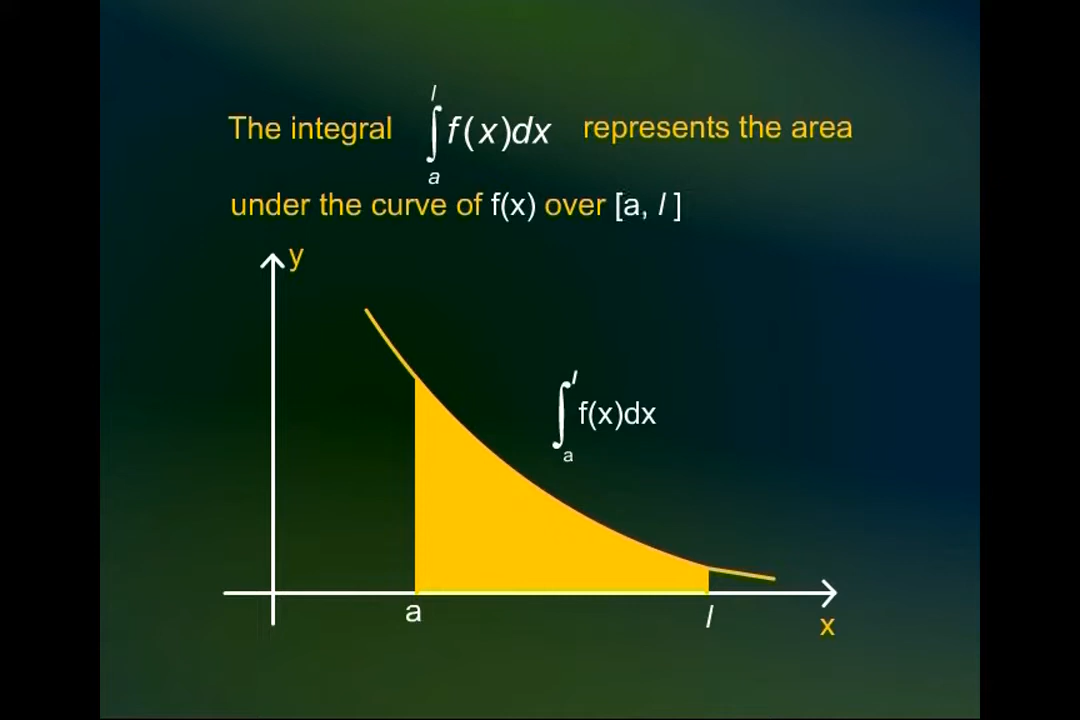 The integral ∫ₐˡ f(x)dx represents the area
under the curve of f(x) over [a, l]
y
∫ₐˡ f(x)dx
a
l
x